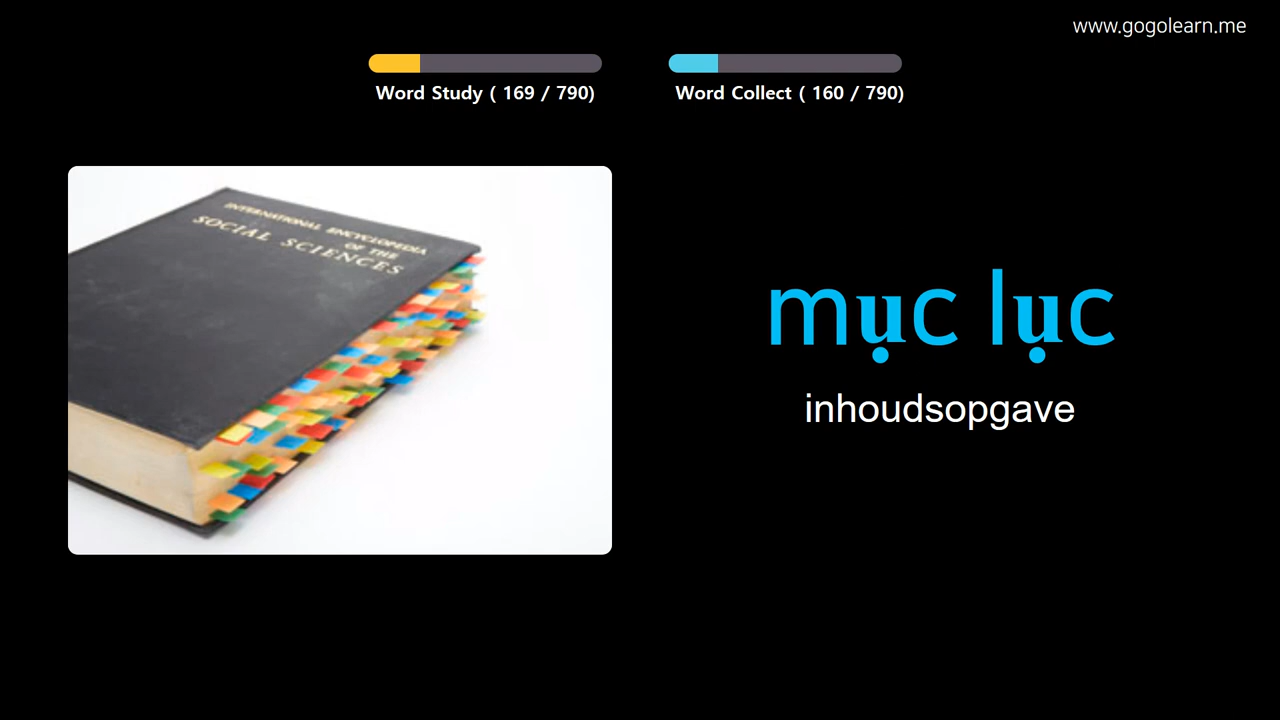 www.gogolearn.me
Word Study ( 169 / 790)
Word Collect ( 160 / 790)
INTERNATIONAL ENCYCLOPEDIA
OF THE
SOCIAL SCIENCES
mục lục
inhoudsopgave